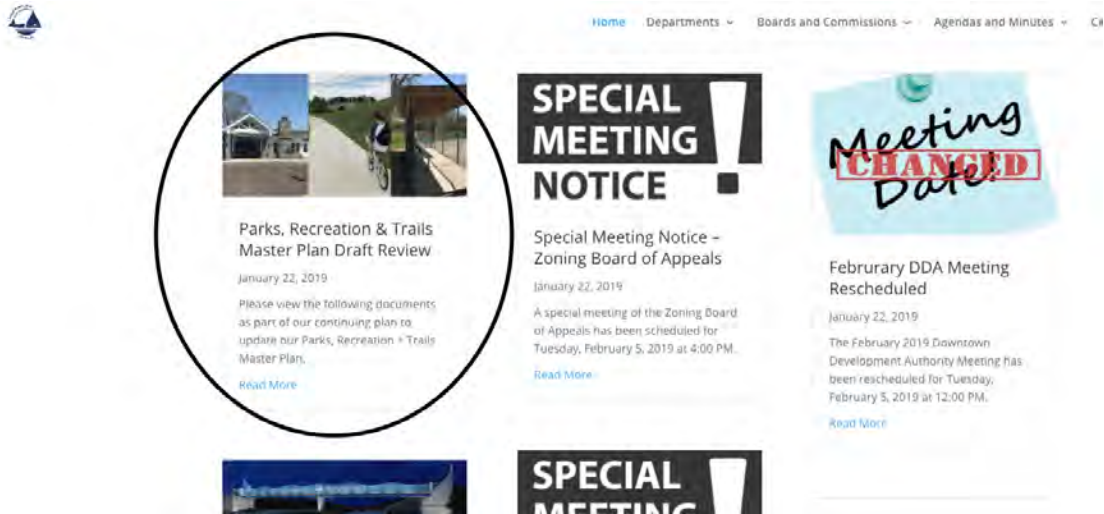 Home Departments Boards and Commissions Agendas and Minutes
Parks, Recreation & Trails
Master Plan Draft Review
January 22, 2019
Please view the following documents
as part of our continuing plan to
update our Parks, Recreation + Trails
Master Plan.
Read More
SPECIAL
MEETING
NOTICE
Special Meeting Notice –
Zoning Board of Appeals
January 22, 2019
A special meeting of the Zoning Board
of Appeals has been scheduled for
Tuesday, February 5, 2019 at 4:00 PM.
Read More
Meeting
CHANGED
Date!
Februrary DDA Meeting
Rescheduled
January 22, 2019
The February 2019 Downtown
Development Authority Meeting has
been rescheduled for Tuesday,
February 5, 2019 at 12:00 PM.
Read More
SPECIAL
MEETING